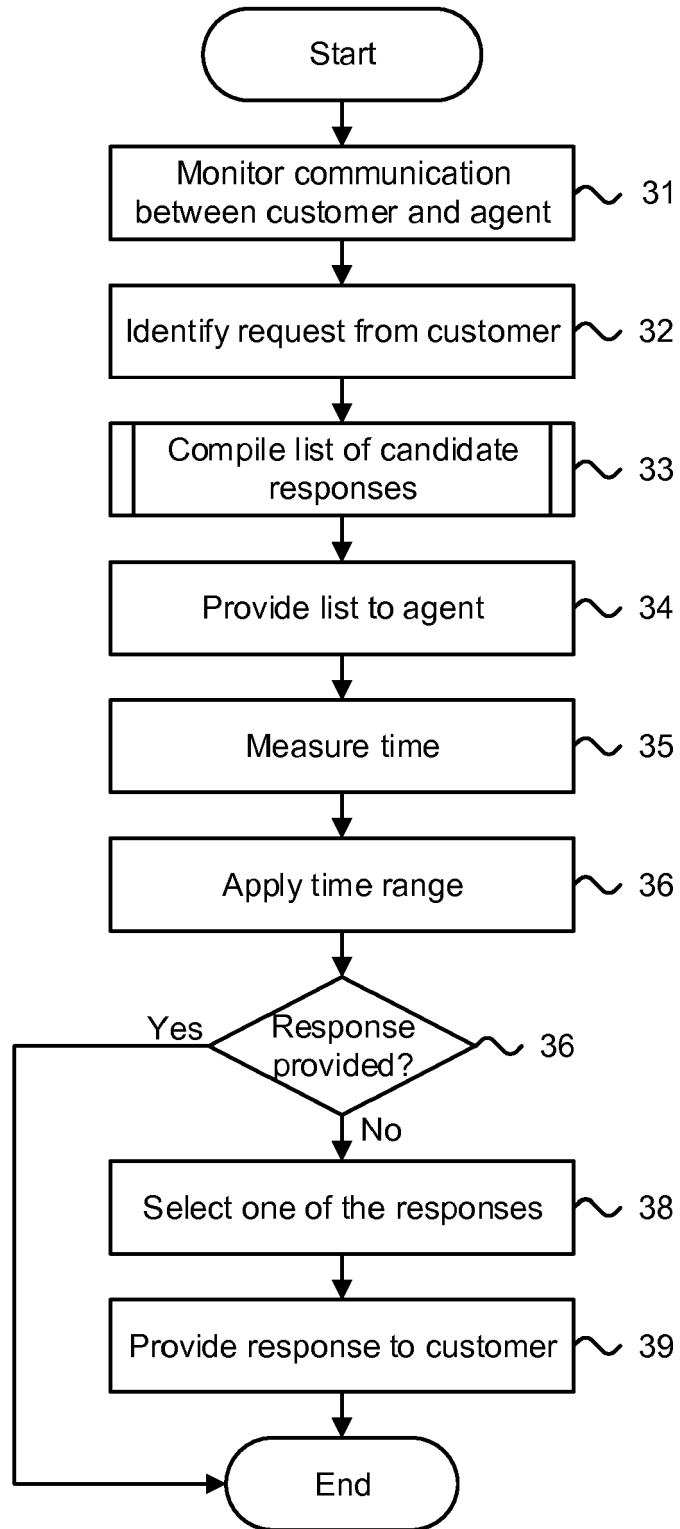 Start
Monitor communication
between customer and agent
31
Identify request from customer
32
Compile list of candidate
responses
33
Provide list to agent
34
Measure time
35
Apply time range
36
Yes
Response
provided?
36
No
Select one of the responses
38
Provide response to customer
39
End